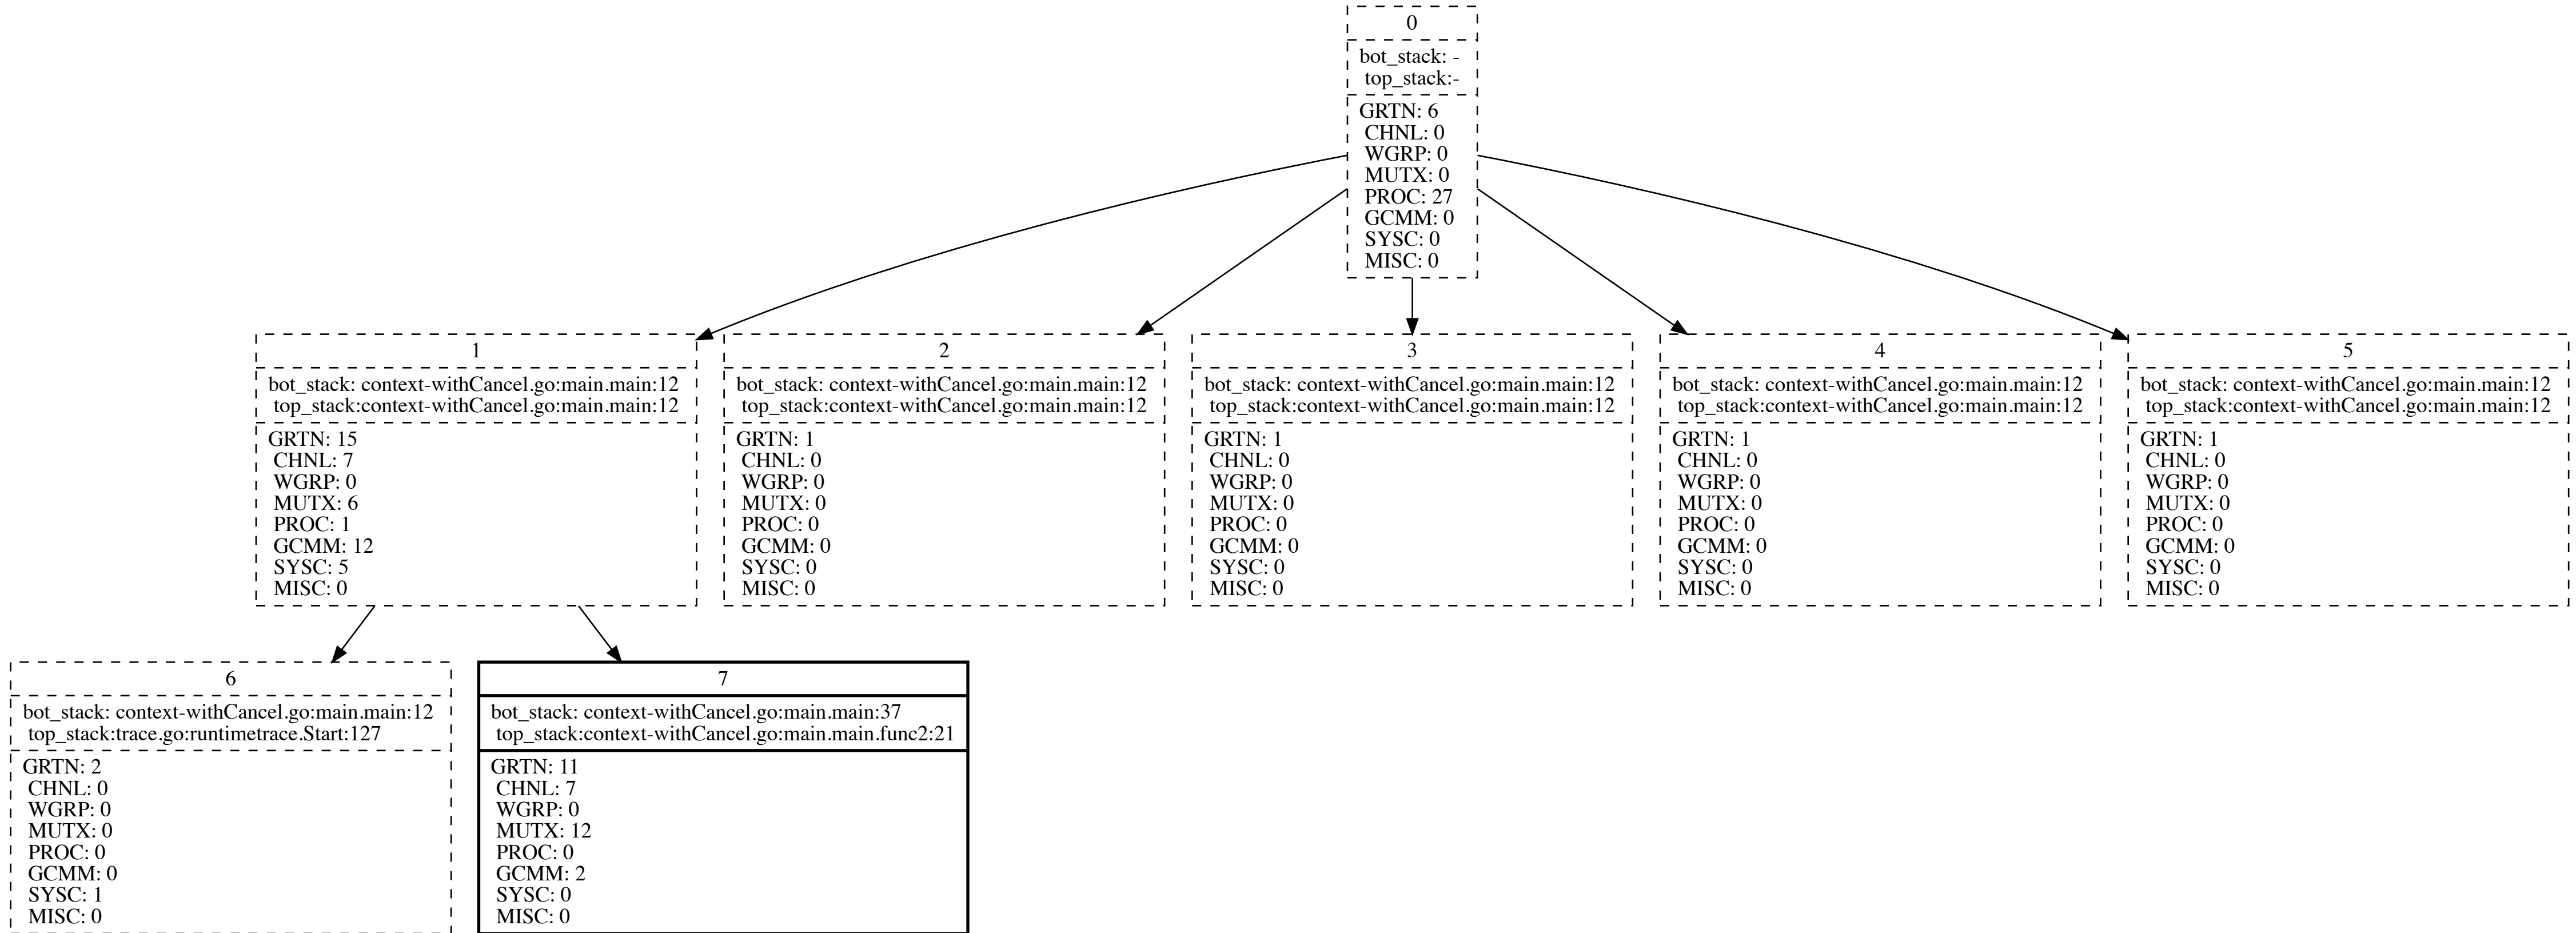 0
bot_stack: -
top_stack:-
GRTN: 6
CHNL: 0
WGRP: 0
MUTX: 0
PROC: 27
GCMM: 0
SYSC: 0
MISC: 0
1
bot_stack: context-withCancel.go:main.main:12
top_stack:context-withCancel.go:main.main:12
GRTN: 15
CHNL: 7
WGRP: 0
MUTX: 6
PROC: 1
GCMM: 12
SYSC: 5
MISC: 0
2
bot_stack: context-withCancel.go:main.main:12
top_stack:context-withCancel.go:main.main:12
GRTN: 1
CHNL: 0
WGRP: 0
MUTX: 0
PROC: 0
GCMM: 0
SYSC: 0
MISC: 0
3
bot_stack: context-withCancel.go:main.main:12
top_stack:context-withCancel.go:main.main:12
GRTN: 1
CHNL: 0
WGRP: 0
MUTX: 0
PROC: 0
GCMM: 0
SYSC: 0
MISC: 0
4
bot_stack: context-withCancel.go:main.main:12
top_stack:context-withCancel.go:main.main:12
GRTN: 1
CHNL: 0
WGRP: 0
MUTX: 0
PROC: 0
GCMM: 0
SYSC: 0
MISC: 0
5
bot_stack: context-withCancel.go:main.main:12
top_stack:context-withCancel.go:main.main:12
GRTN: 1
CHNL: 0
WGRP: 0
MUTX: 0
PROC: 0
GCMM: 0
SYSC: 0
MISC: 0
6
bot_stack: context-withCancel.go:main.main:12
top_stack:trace.go:runtimetrace.Start:127
GRTN: 2
CHNL: 0
WGRP: 0
MUTX: 0
PROC: 0
GCMM: 0
SYSC: 1
MISC: 0
7
bot_stack: context-withCancel.go:main.main:37
top_stack:context-withCancel.go:main.main.func2:21
GRTN: 11
CHNL: 7
WGRP: 0
MUTX: 12
PROC: 0
GCMM: 2
SYSC: 0
MISC: 0